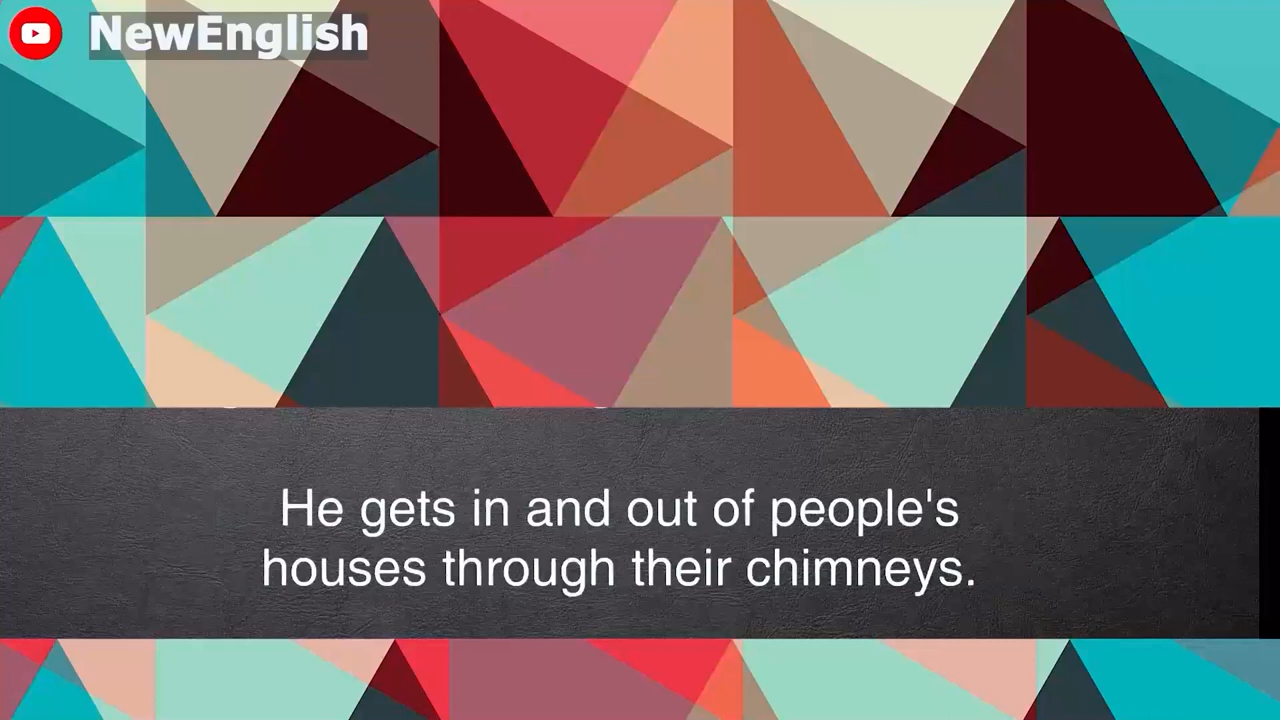 NewEnglish
He gets in and out of people's
houses through their chimneys.